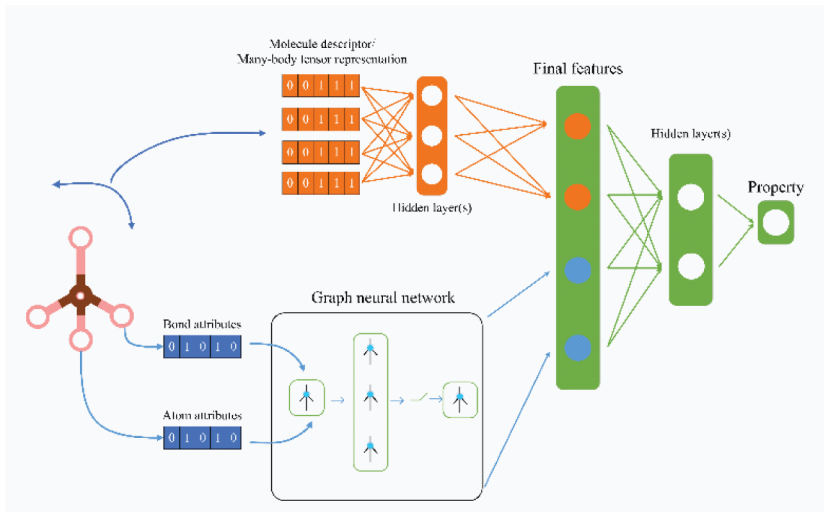 Molecule descriptor/
Many-body tensor representation
0 0 1 1 1
0 0 1 1 1
0 0 1 1 1
0 0 1 1 1
Hidden layer(s)
Final features
Hidden layer(s)
Property
Graph neural network
Bond attributes
0 1 0 1 0
Atom attributes
0 1 0 1 0